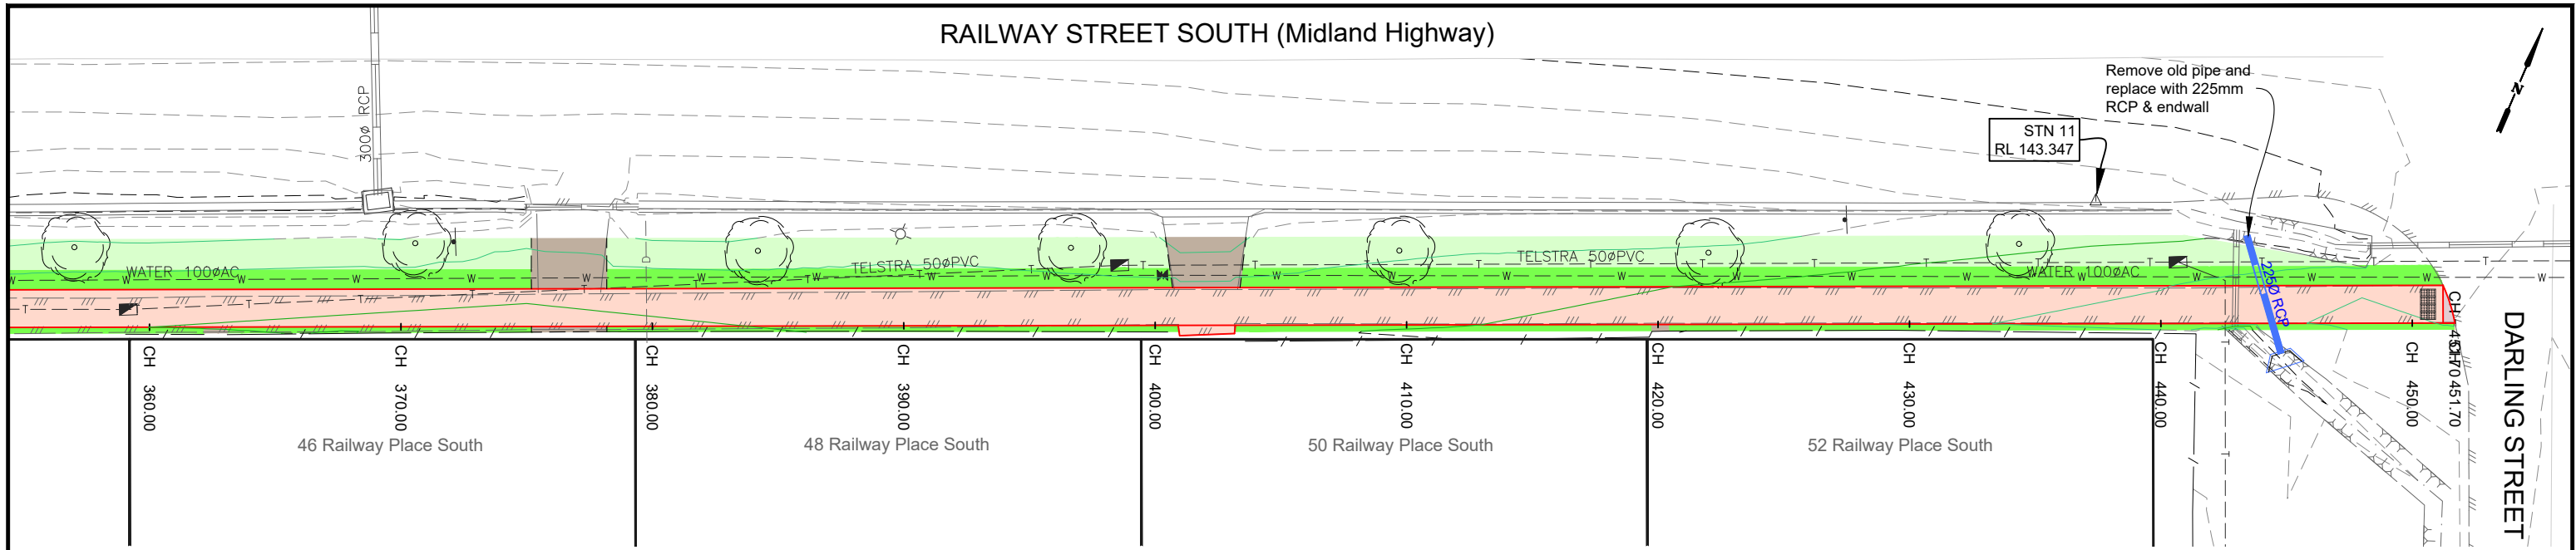 RAILWAY STREET SOUTH (Midland Highway)
Remove old pipe and
replace with 225mm
RCP & endwall
N
STN 11
RL 143.347
300Ø RCP
WATER 100ØAC
TELSTRA 50ØPVC
TELSTRA 50ØPVC
WATER 100ØAC
225Ø RCP
CH 360.00
CH 370.00
CH 380.00
CH 390.00
CH 400.00
CH 410.00
CH 420.00
CH 430.00
CH 440.00
CH 450.00
CH 451.70
451.70
46 Railway Place South
48 Railway Place South
50 Railway Place South
52 Railway Place South
DARLING STREET